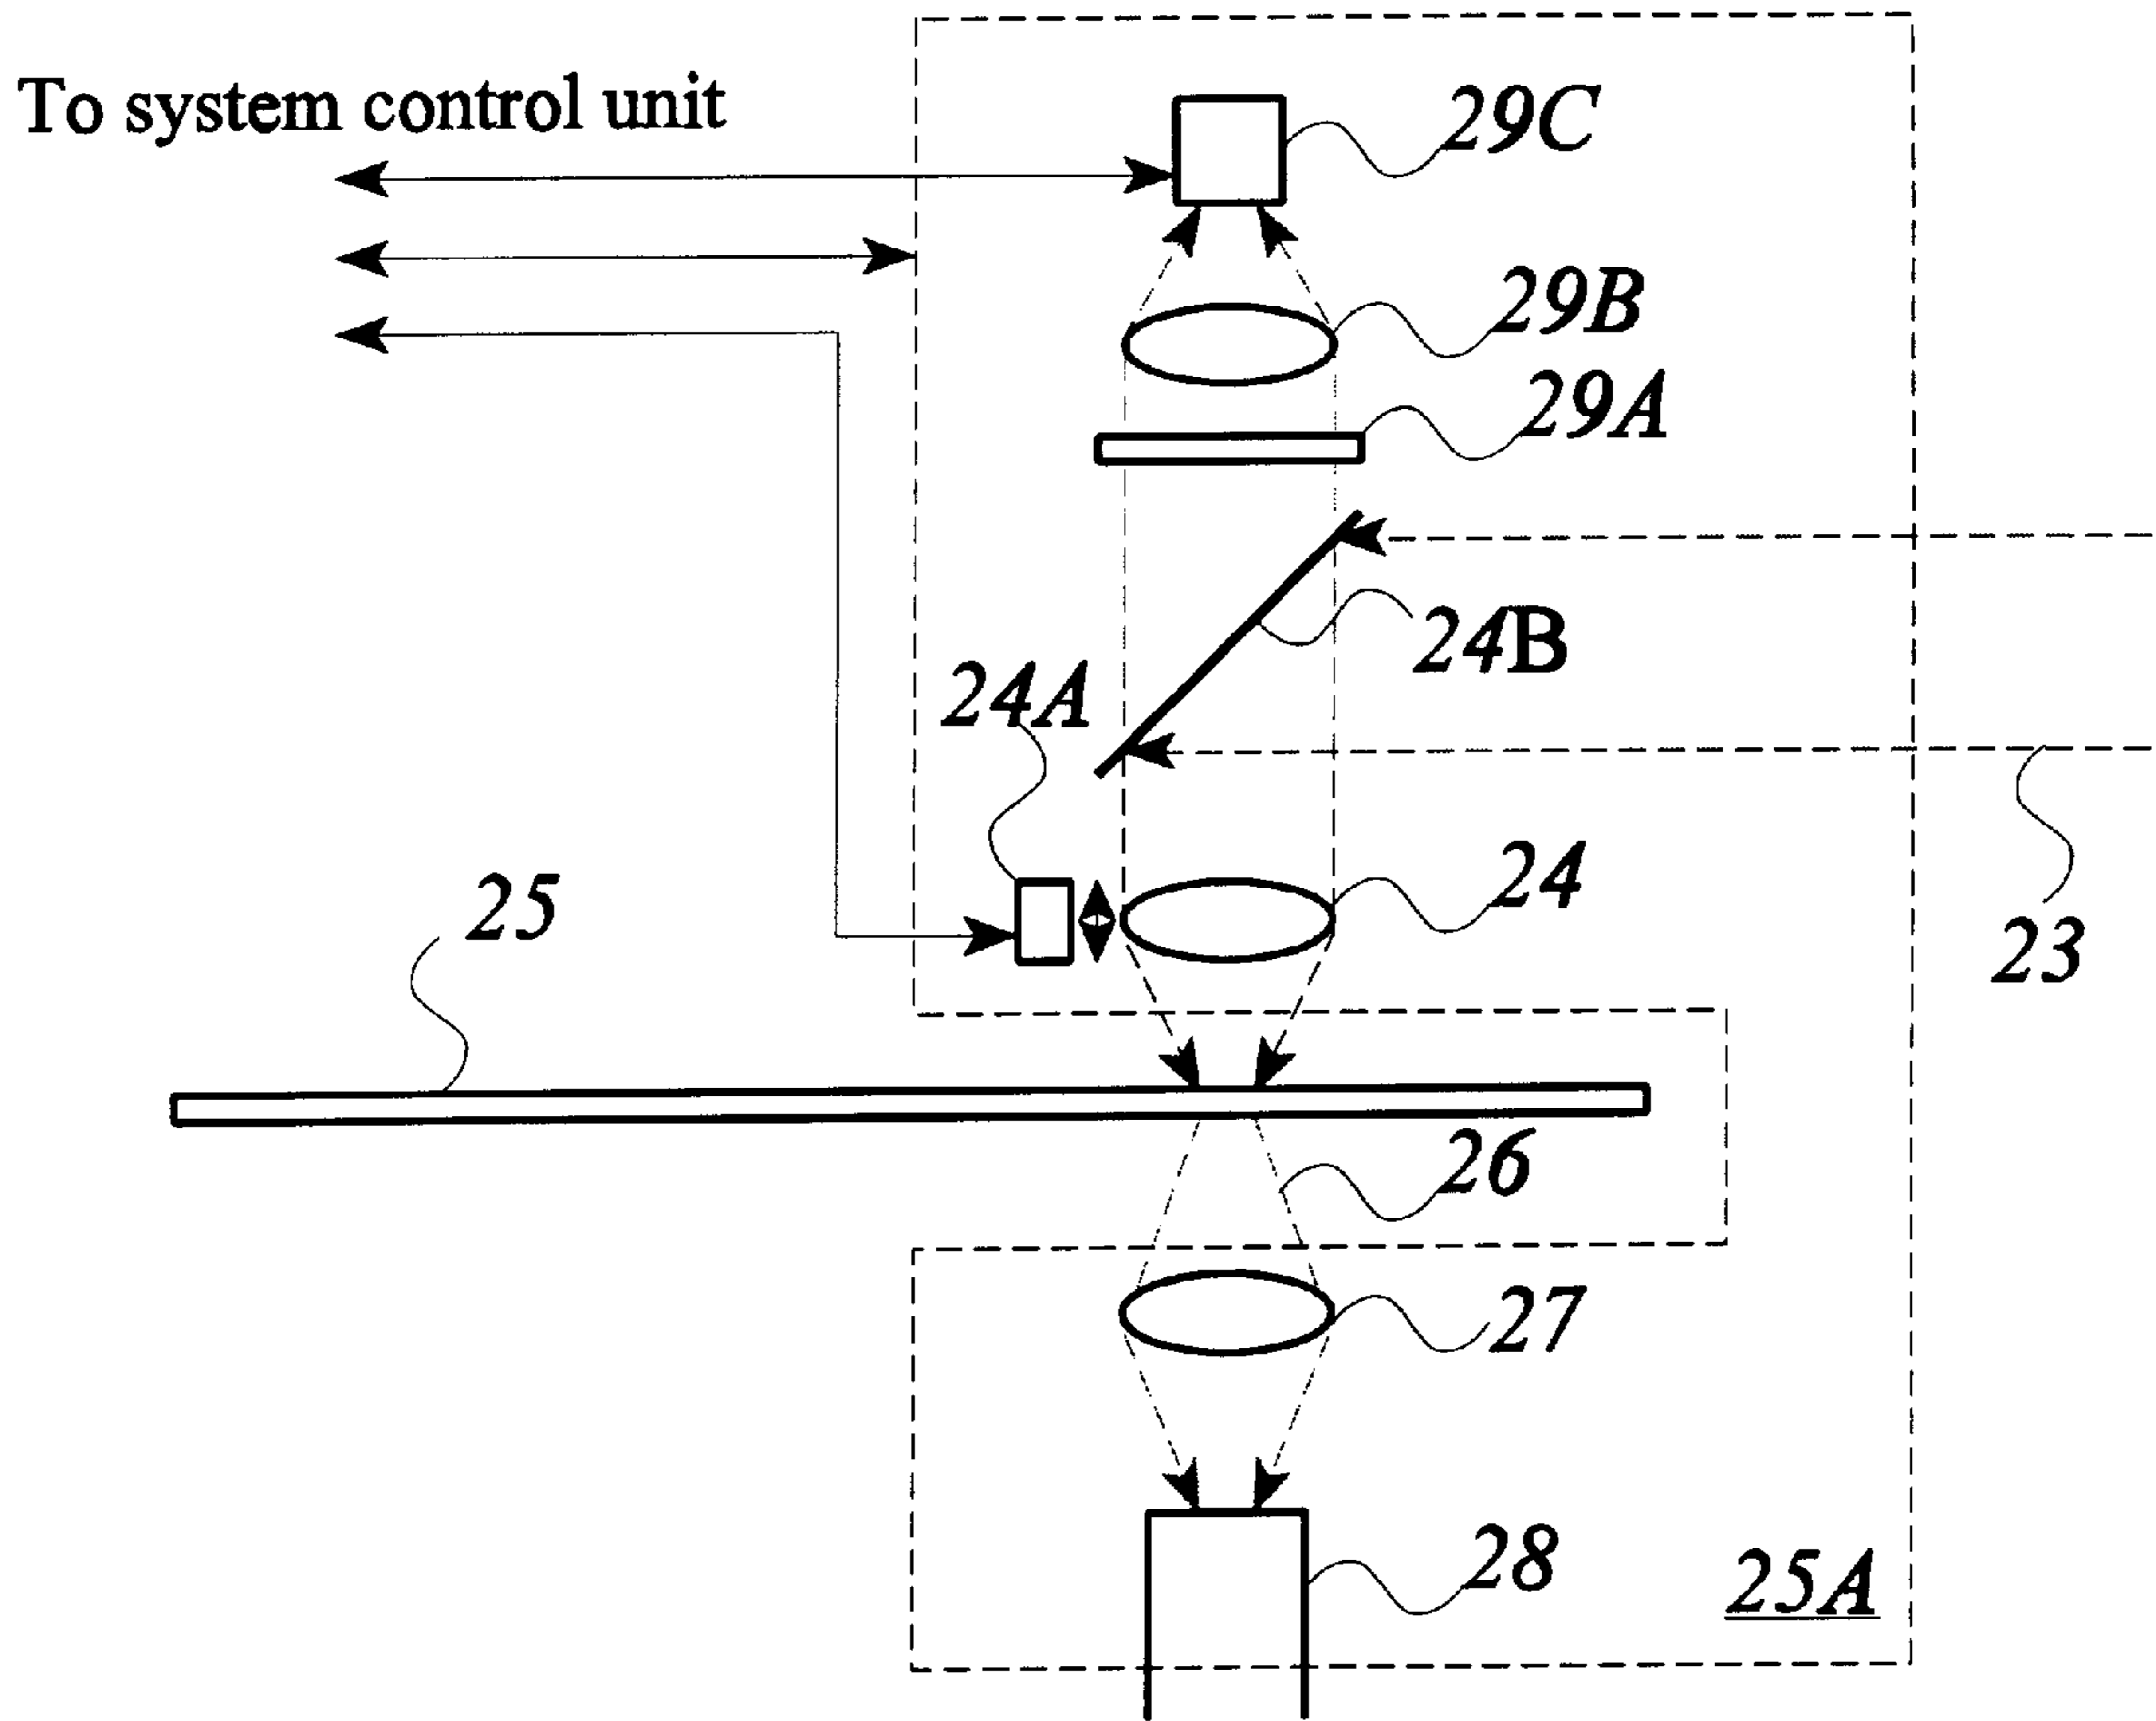 To system control unit
29C
29B
29A
24B
24A
24
25
23
26
27
28
25A